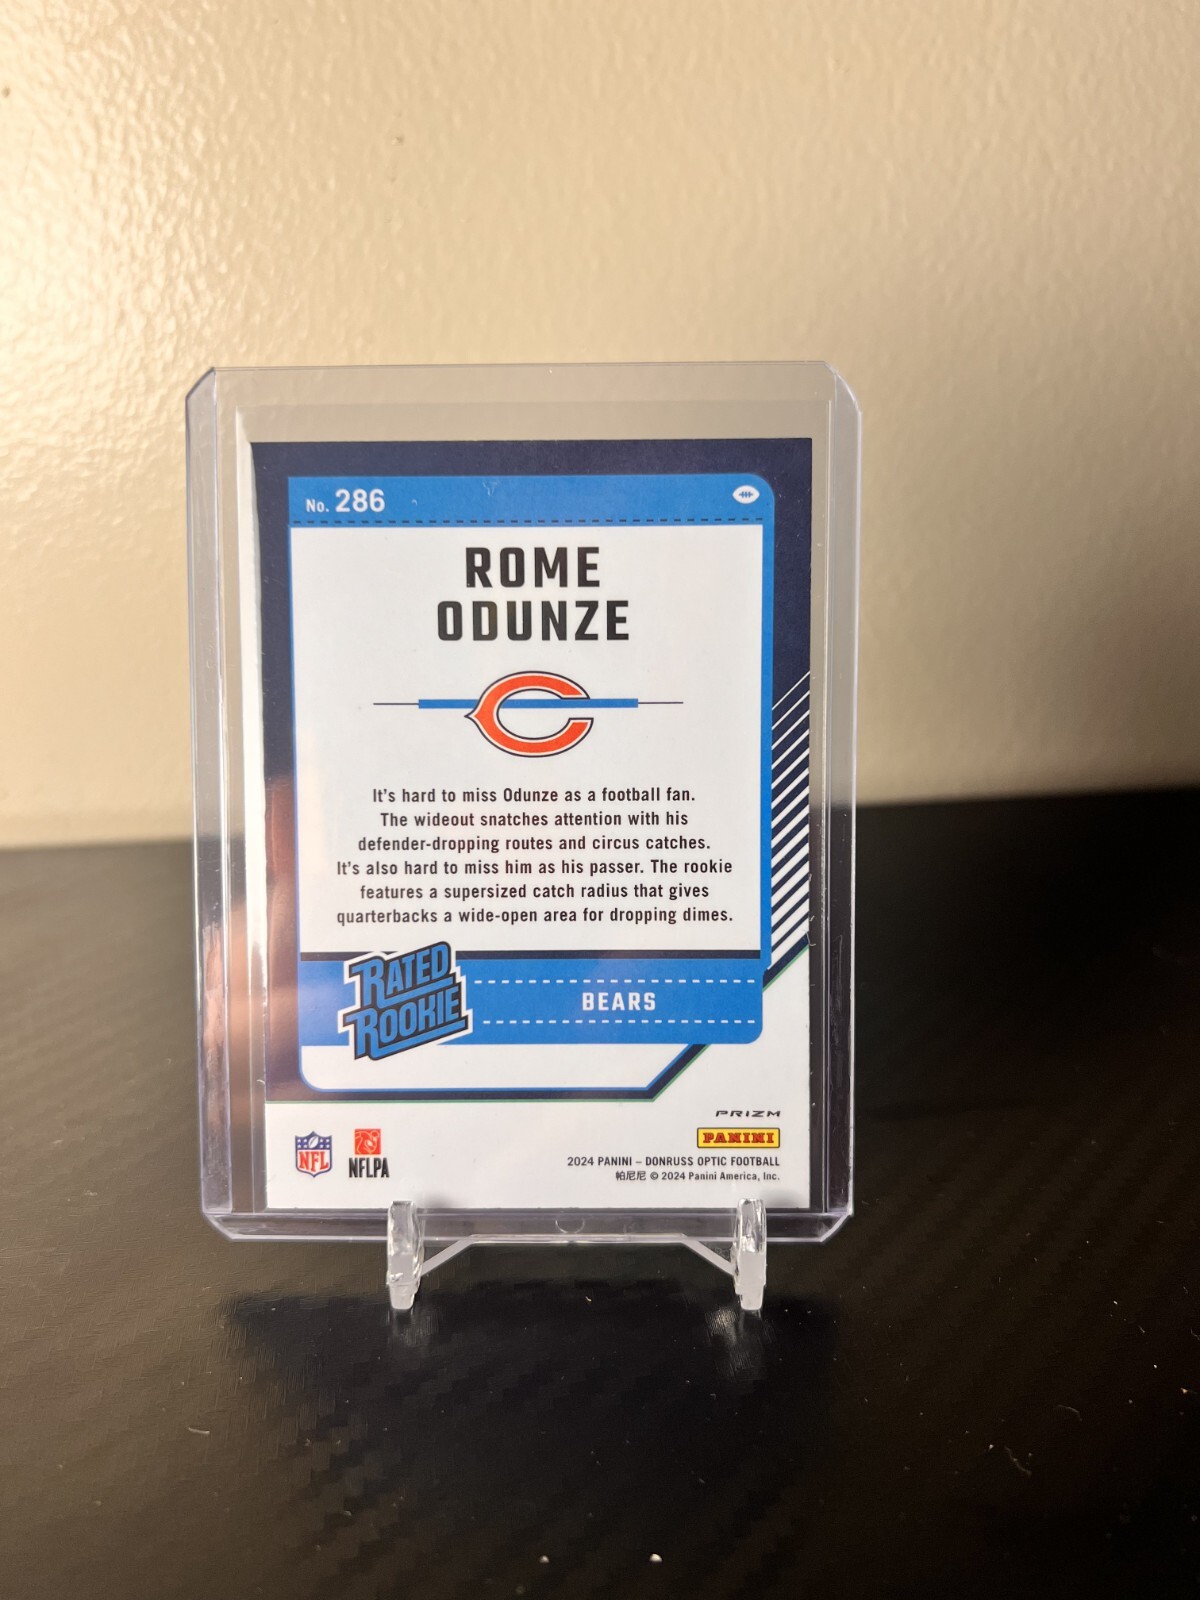 No. 286
ROME
ODUNZE
It's hard to miss Odunze as a football fan.
The wideout snatches attention with his
defender-dropping routes and circus catches.
It's also hard to miss him as his passer. The rookie
features a supersized catch radius that gives
quarterbacks a wide-open area for dropping dimes.
RATED
ROOKIE
BEARS
PRIZM
PANINI
NFL
NFLPA
2024 PANINI – DONRUSS OPTIC FOOTBALL
帕尼尼 © 2024 Panini America, Inc.